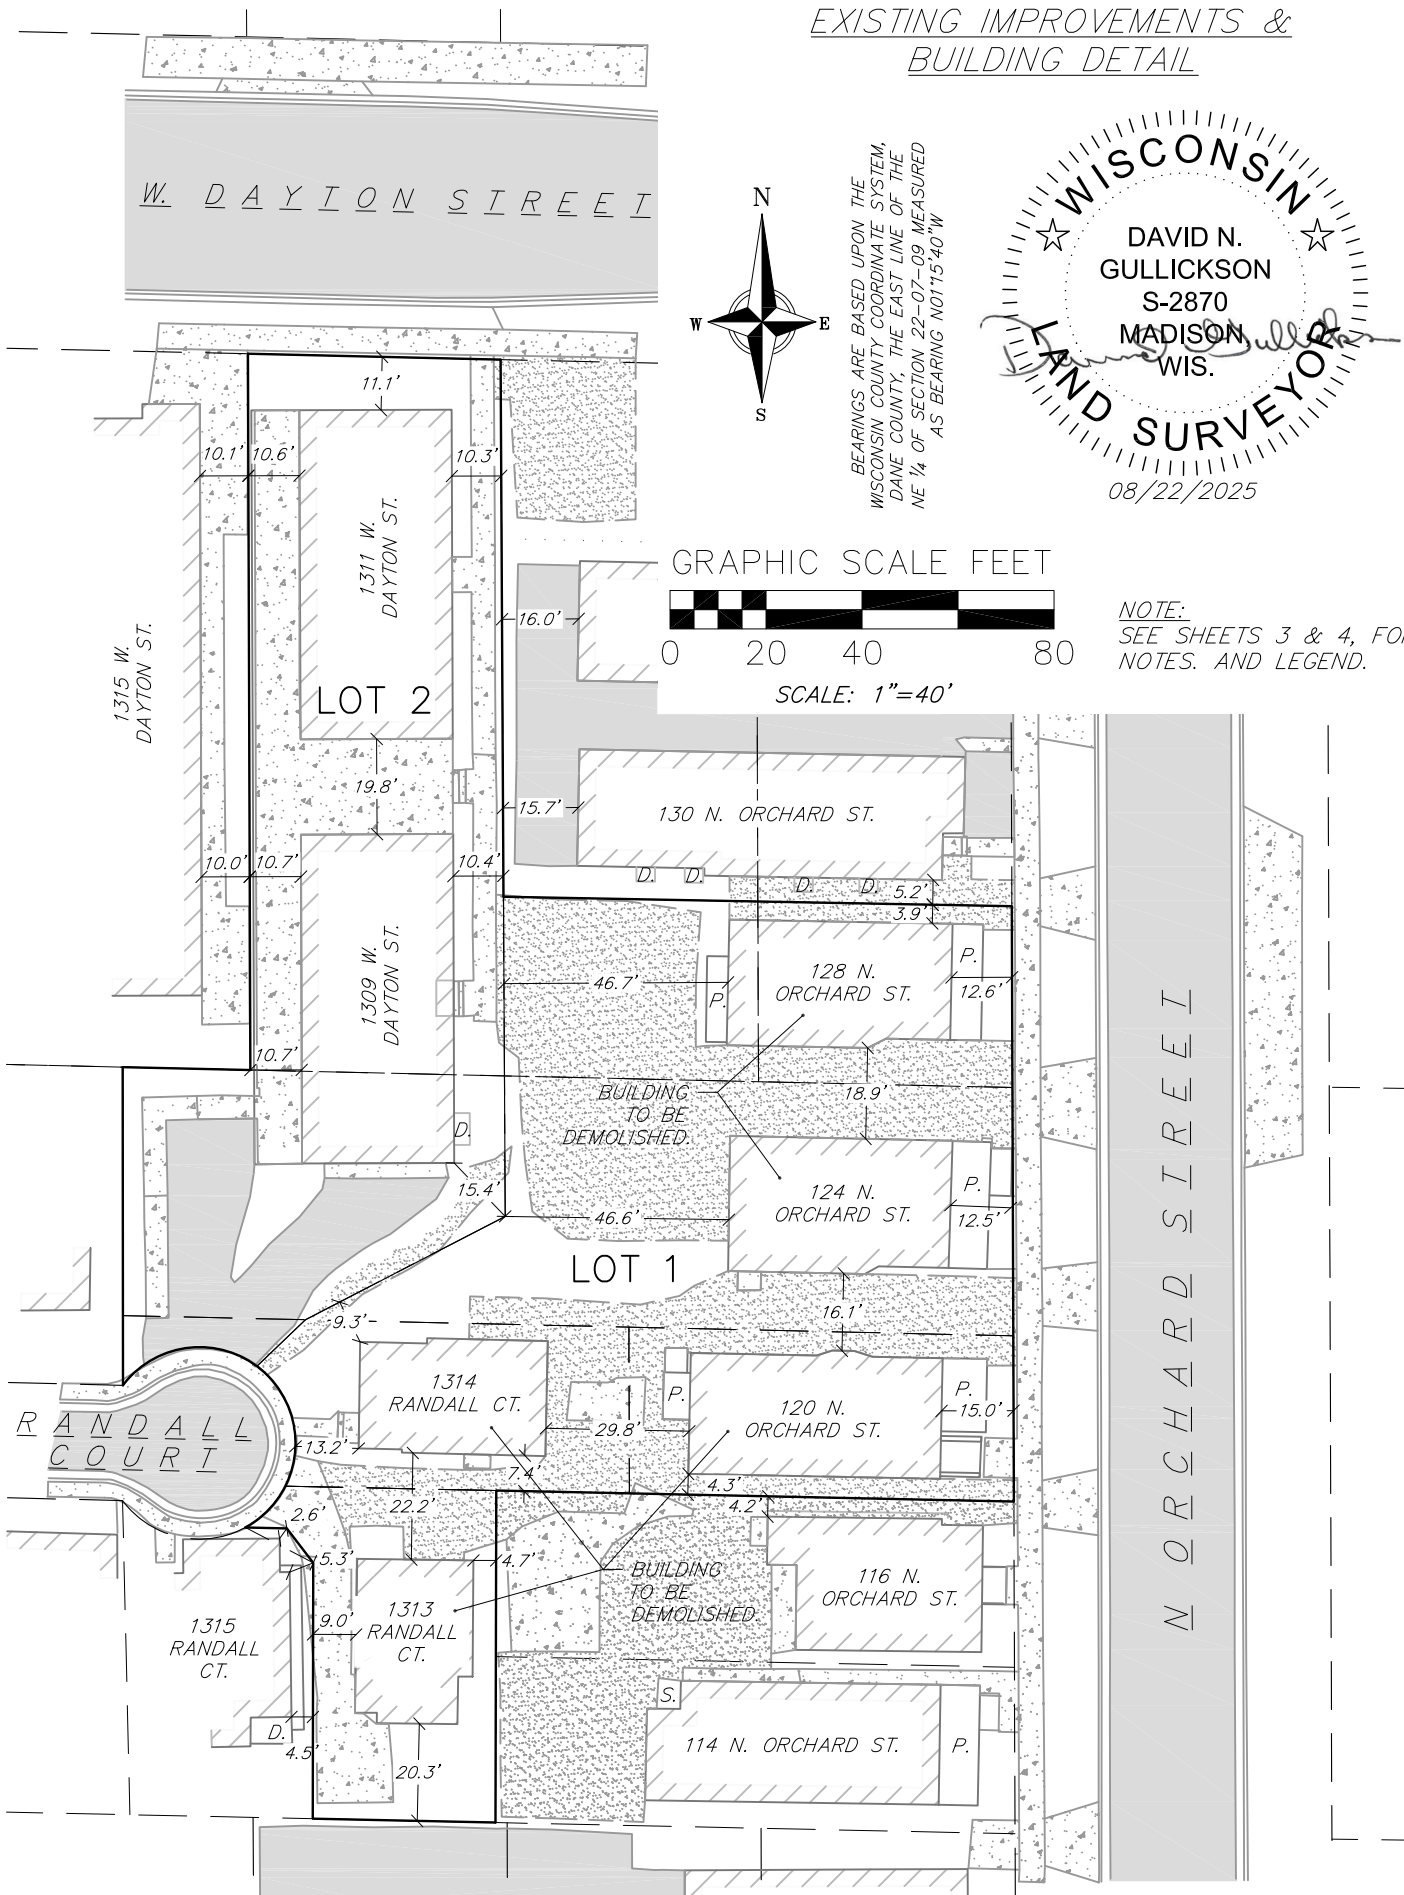 EXISTING IMPROVEMENTS &
BUILDING DETAIL
W. DAYTON STREET
N
W
E
S
BEARINGS ARE BASED UPON THE
WISCONSIN COUNTY COORDINATE SYSTEM,
DANE COUNTY, THE EAST LINE OF THE
NE ¼ OF SECTION 22-07-09 MEASURED
AS BEARING N01°15'40"W
WISCONSIN
DAVID N.
GULLICKSON
S-2870
MADISON,
WIS.
LAND SURVEYOR
08/22/2025
GRAPHIC SCALE FEET
0 20 40 80
SCALE: 1"=40'
NOTE:
SEE SHEETS 3 & 4, FOR
NOTES. AND LEGEND.
11.1'
10.1'
10.6'
10.3'
1311 W.
DAYTON ST.
1315 W.
DAYTON ST.
LOT 2
16.0'
19.8'
15.7'
130 N. ORCHARD ST.
10.0'
10.7'
10.4'
D.
D.
D.
D.
5.2'
3.9'
1309 W.
DAYTON ST.
46.7'
P.
128 N.
ORCHARD ST.
P.
12.6'
10.7'
BUILDING
TO BE
DEMOLISHED.
18.9'
D.
15.4'
46.6'
124 N.
ORCHARD ST.
P.
12.5'
LOT 1
16.1'
9.3'
1314
RANDALL CT.
P.
120 N.
ORCHARD ST.
P.
15.0'
29.8'
RANDALL
COURT
13.2'
7.4'
4.3'
4.2'
22.2'
2.6'
5.3'
4.7'
BUILDING
TO BE
DEMOLISHED.
116 N.
ORCHARD ST.
1315
RANDALL
CT.
9.0'
1313
RANDALL
CT.
D.
4.5'
20.3'
S.
114 N. ORCHARD ST.
P.
N ORCHARD STREET